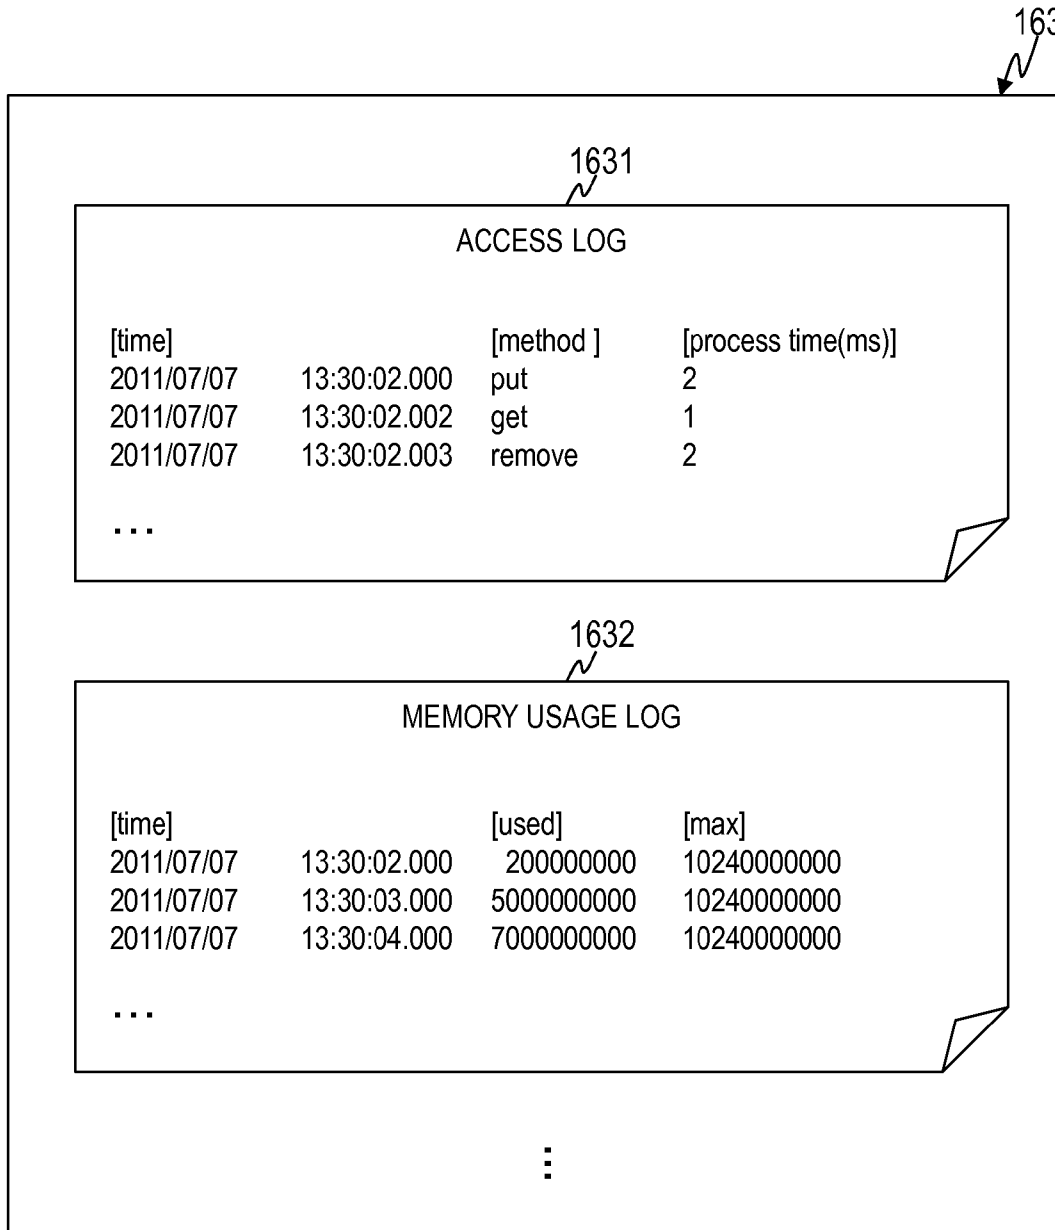 163
1631
ACCESS LOG
[time] [method ] [process time(ms)]
2011/07/07 13:30:02.000 put 2
2011/07/07 13:30:02.002 get 1
2011/07/07 13:30:02.003 remove 2
...
1632
MEMORY USAGE LOG
[time] [used] [max]
2011/07/07 13:30:02.000 200000000 10240000000
2011/07/07 13:30:03.000 5000000000 10240000000
2011/07/07 13:30:04.000 7000000000 10240000000
...
⋮